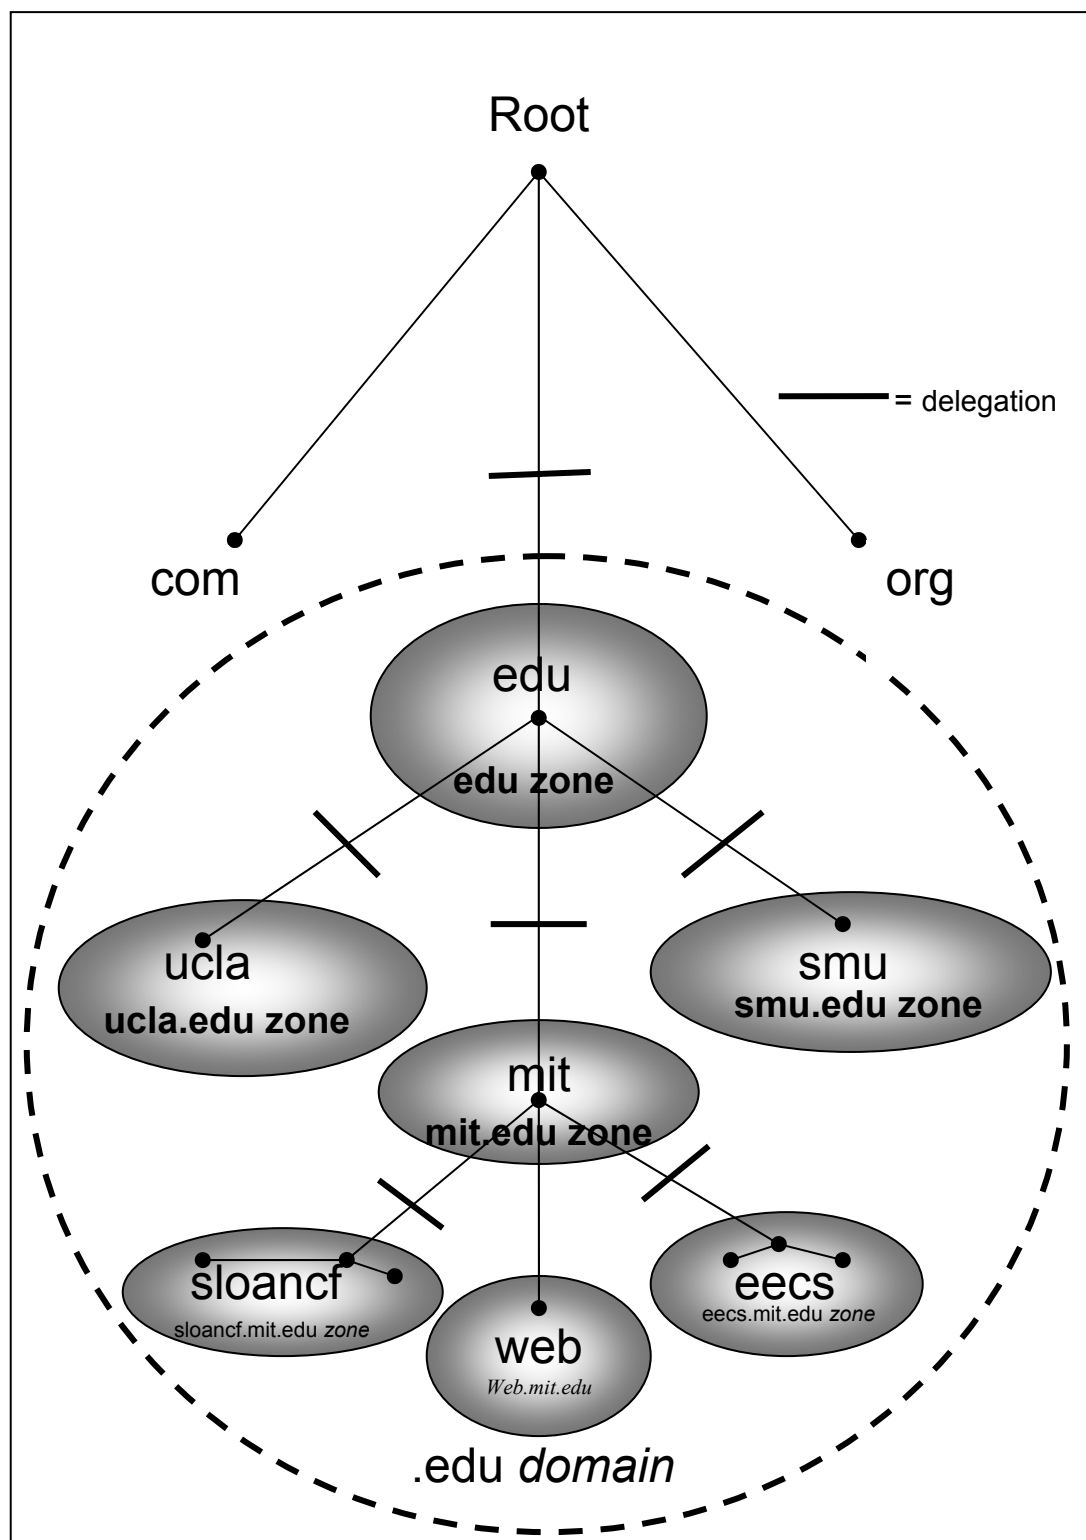 Root
= delegation
com
org
edu
edu zone
ucla
ucla.edu zone
smu
smu.edu zone
mit
mit.edu zone
sloancf
sloancf.mit.edu zone
web
Web.mit.edu
eecs
eecs.mit.edu zone
.edu domain